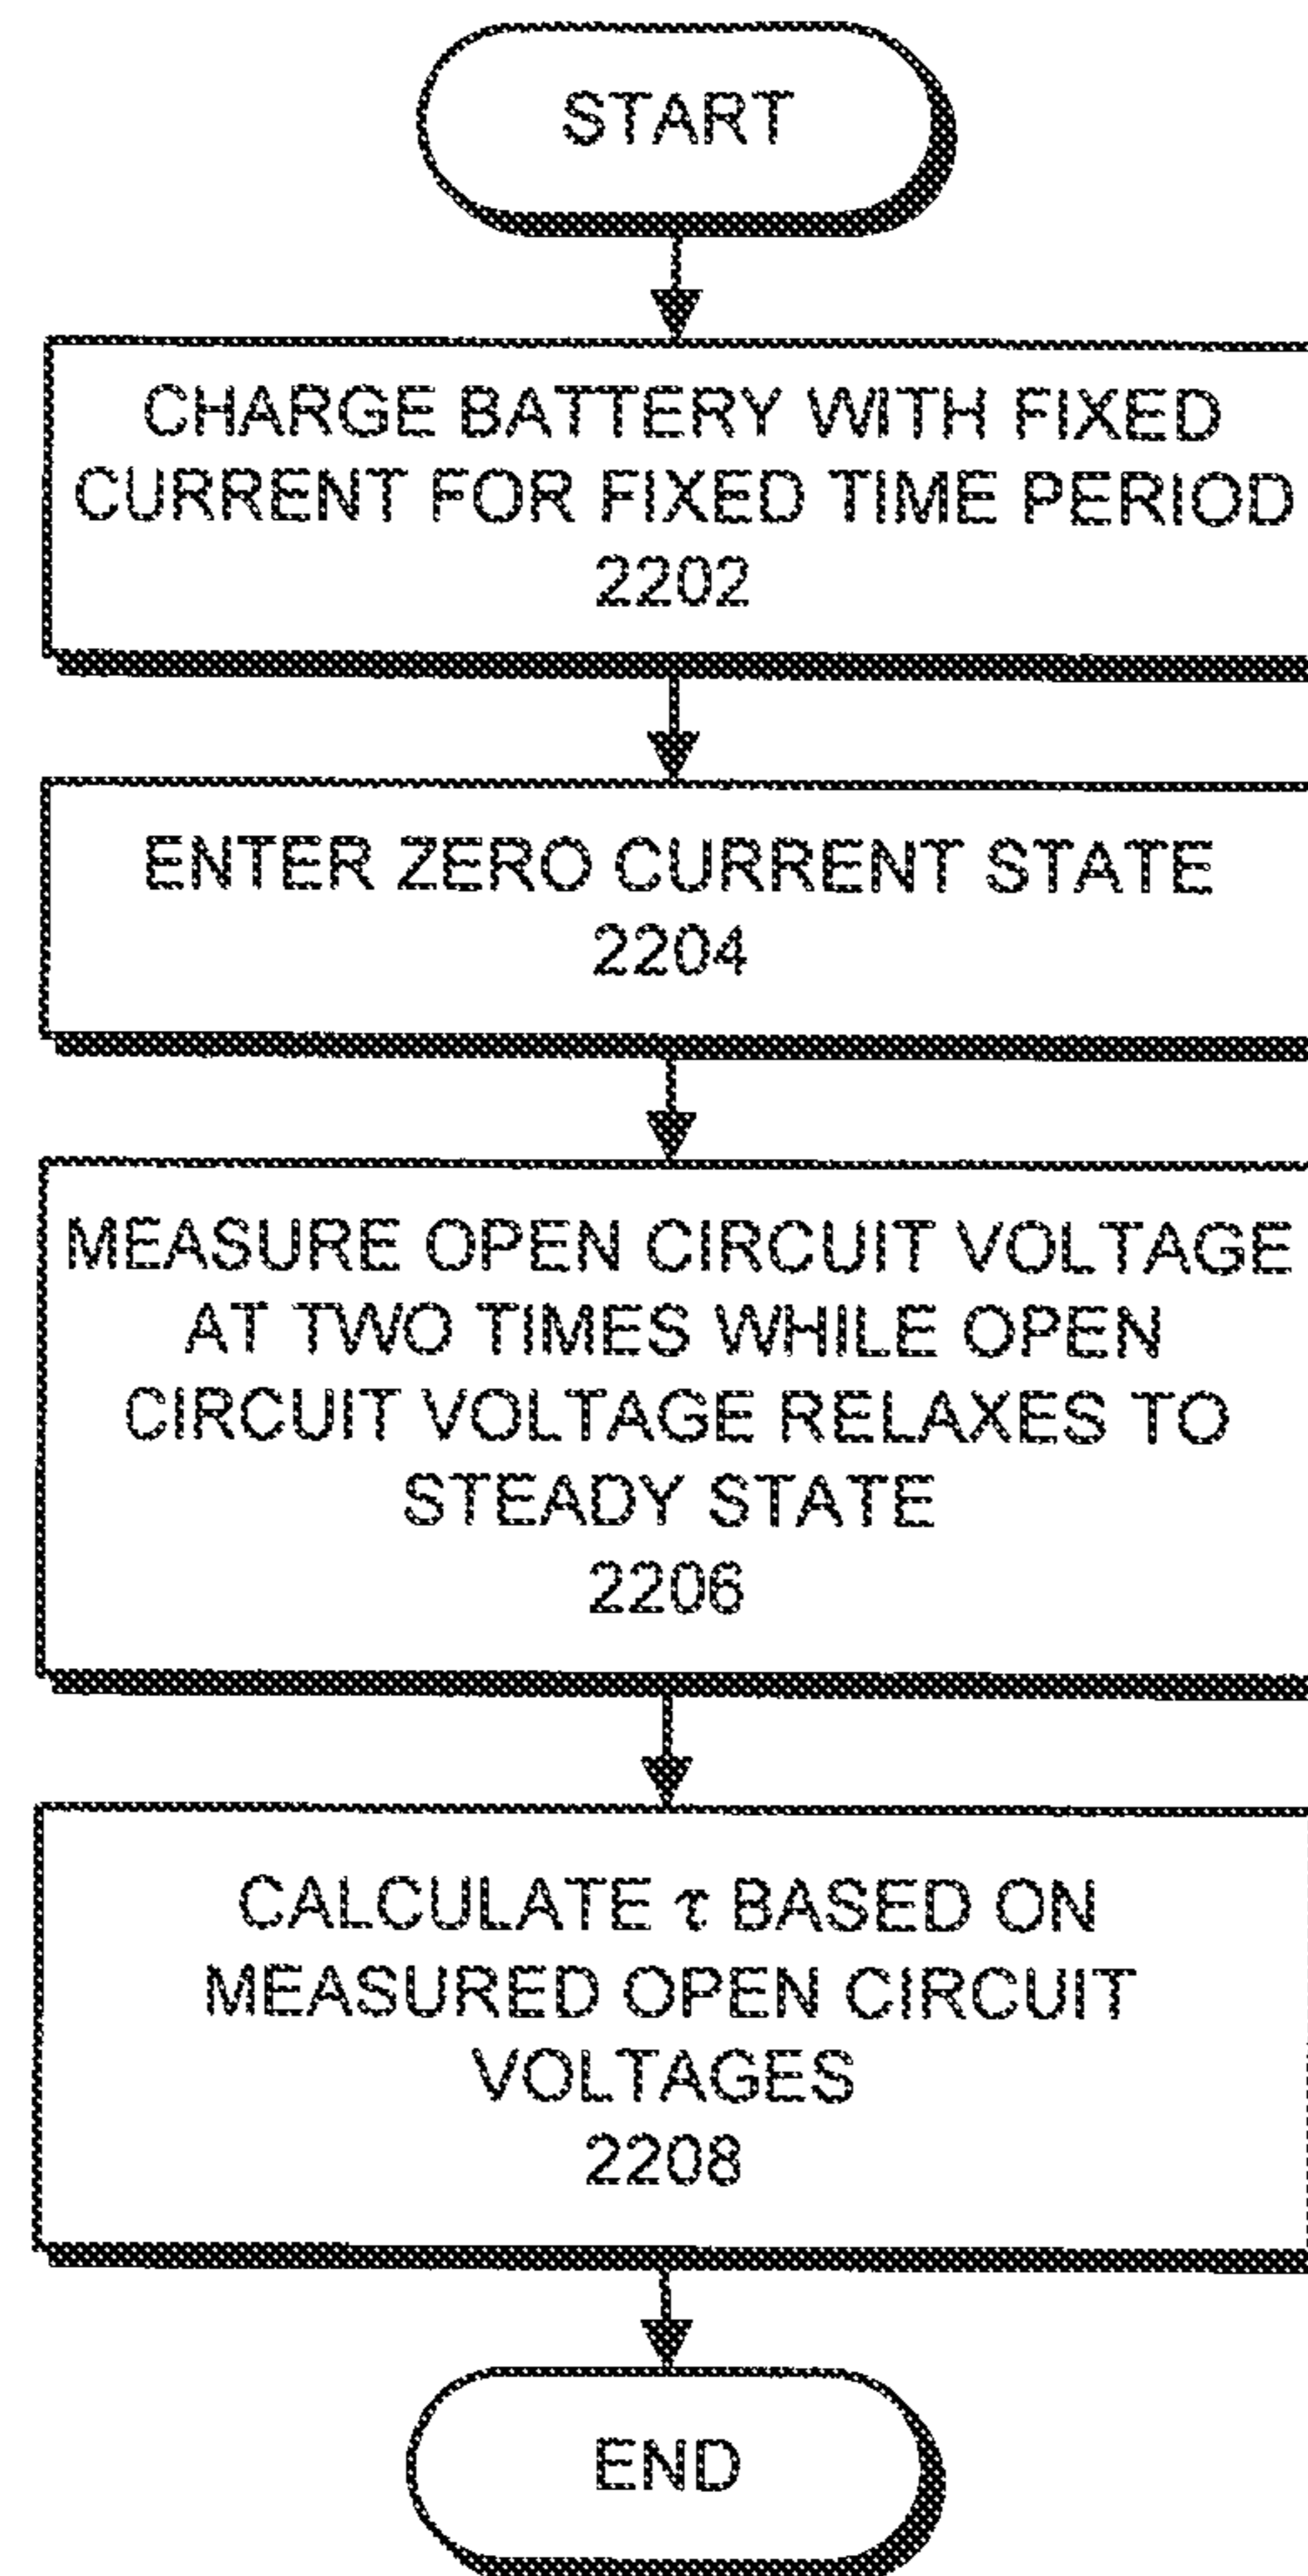 START
CHARGE BATTERY WITH FIXED
CURRENT FOR FIXED TIME PERIOD
2202
ENTER ZERO CURRENT STATE
2204
MEASURE OPEN CIRCUIT VOLTAGE
AT TWO TIMES WHILE OPEN
CIRCUIT VOLTAGE RELAXES TO
STEADY STATE
2206
CALCULATE τ BASED ON
MEASURED OPEN CIRCUIT
VOLTAGES
2208
END